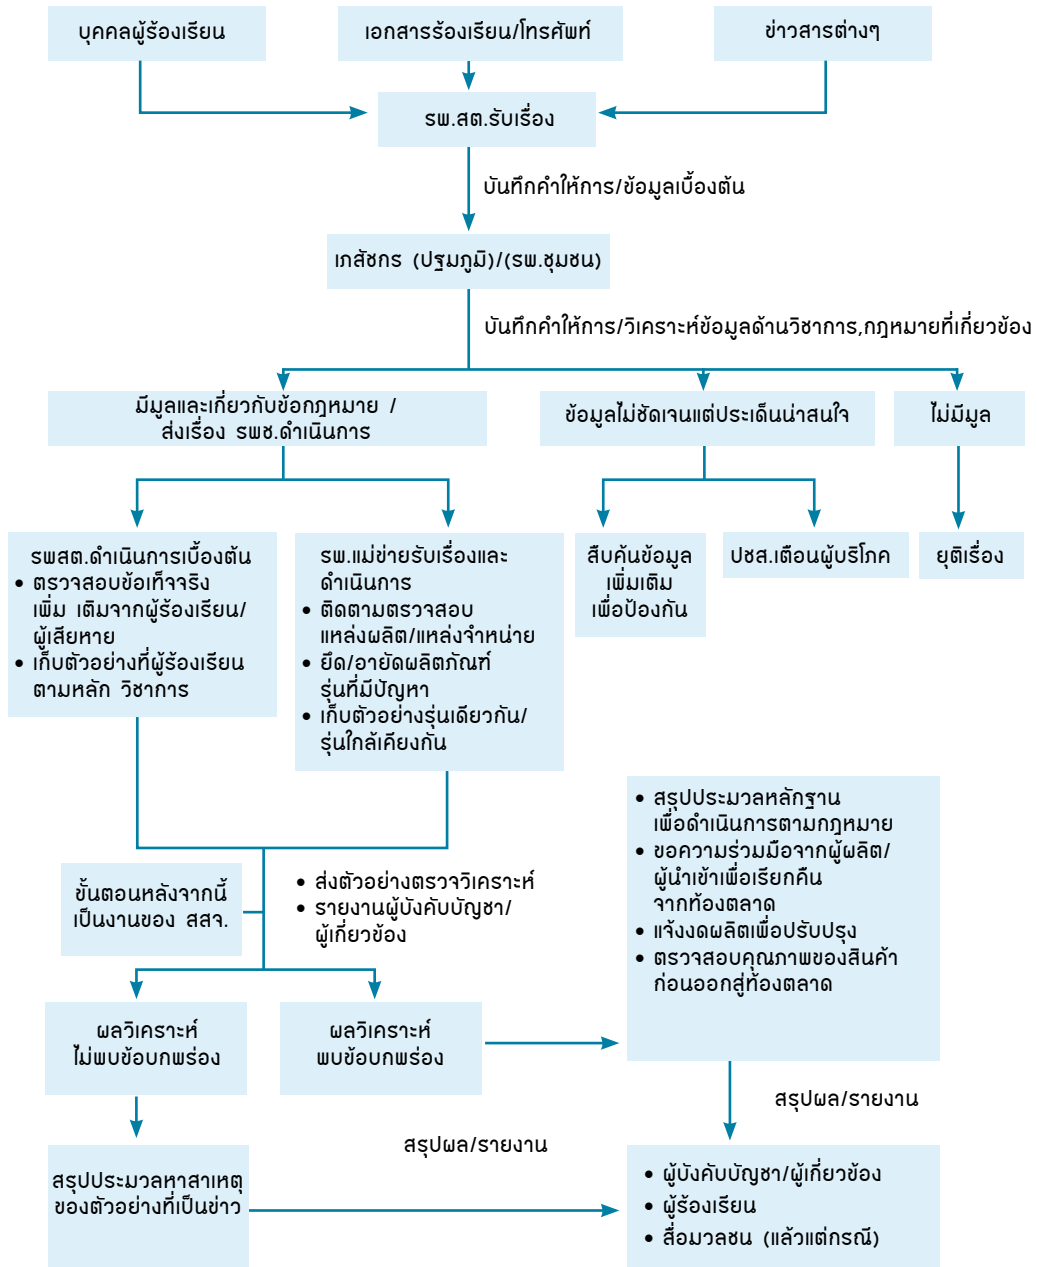 บุคคลผู้ร้องเรียน
เอกสารร้องเรียน/โทรศัพท์
ข่าวสารต่างๆ
รพ.สต.รับเรื่อง
บันทึกคำให้การ/ข้อมูลเบื้องต้น
เภสัชกร (ปฐมภูมิ)/(รพ.ชุมชน)
บันทึกคำให้การ/วิเคราะห์ข้อมูลด้านวิชาการ,กฎหมายที่เกี่ยวข้อง
มีมูลและเกี่ยวกับข้อกฎหมาย /
ส่งเรื่อง รพช.ดำเนินการ
ข้อมูลไม่ชัดเจนแต่ประเด็นน่าสนใจ
ไม่มีมูล
รพสต.ดำเนินการเบื้องต้น
• ตรวจสอบข้อเท็จจริง
เพิ่ม เติมจากผู้ร้องเรียน/
ผู้เสียหาย
• เก็บตัวอย่างที่ผู้ร้องเรียน
ตามหลัก วิชาการ
รพ.แม่ข่ายรับเรื่องและ
ดำเนินการ
• ติดตามตรวจสอบ
แหล่งผลิต/แหล่งจำหน่าย
• ยึด/อายัดผลิตภัณฑ์
รุ่นที่มีปัญหา
• เก็บตัวอย่างรุ่นเดียวกัน/
รุ่นใกล้เคียงกัน
สืบค้นข้อมูล
เพิ่มเติม
เพื่อป้องกัน
ปชส.เตือนผู้บริโภค
ยุติเรื่อง
ขั้นตอนหลังจากนี้
เป็นงานของ สสจ.
• ส่งตัวอย่างตรวจวิเคราะห์
• รายงานผู้บังคับบัญชา/
ผู้เกี่ยวข้อง
• สรุปประมวลหลักฐาน
เพื่อดำเนินการตามกฎหมาย
• ขอความร่วมมือจากผู้ผลิต/
ผู้นำเข้าเพื่อเรียกคืน
จากท้องตลาด
• แจ้งงดผลิตเพื่อปรับปรุง
• ตรวจสอบคุณภาพของสินค้า
ก่อนออกสู่ท้องตลาด
ผลวิเคราะห์
ไม่พบข้อบกพร่อง
ผลวิเคราะห์
พบข้อบกพร่อง
สรุปผล/รายงาน
สรุปผล/รายงาน
สรุปประมวลหาสาเหตุ
ของตัวอย่างที่เป็นข่าว
• ผู้บังคับบัญชา/ผู้เกี่ยวข้อง
• ผู้ร้องเรียน
• สื่อมวลชน (แล้วแต่กรณี)